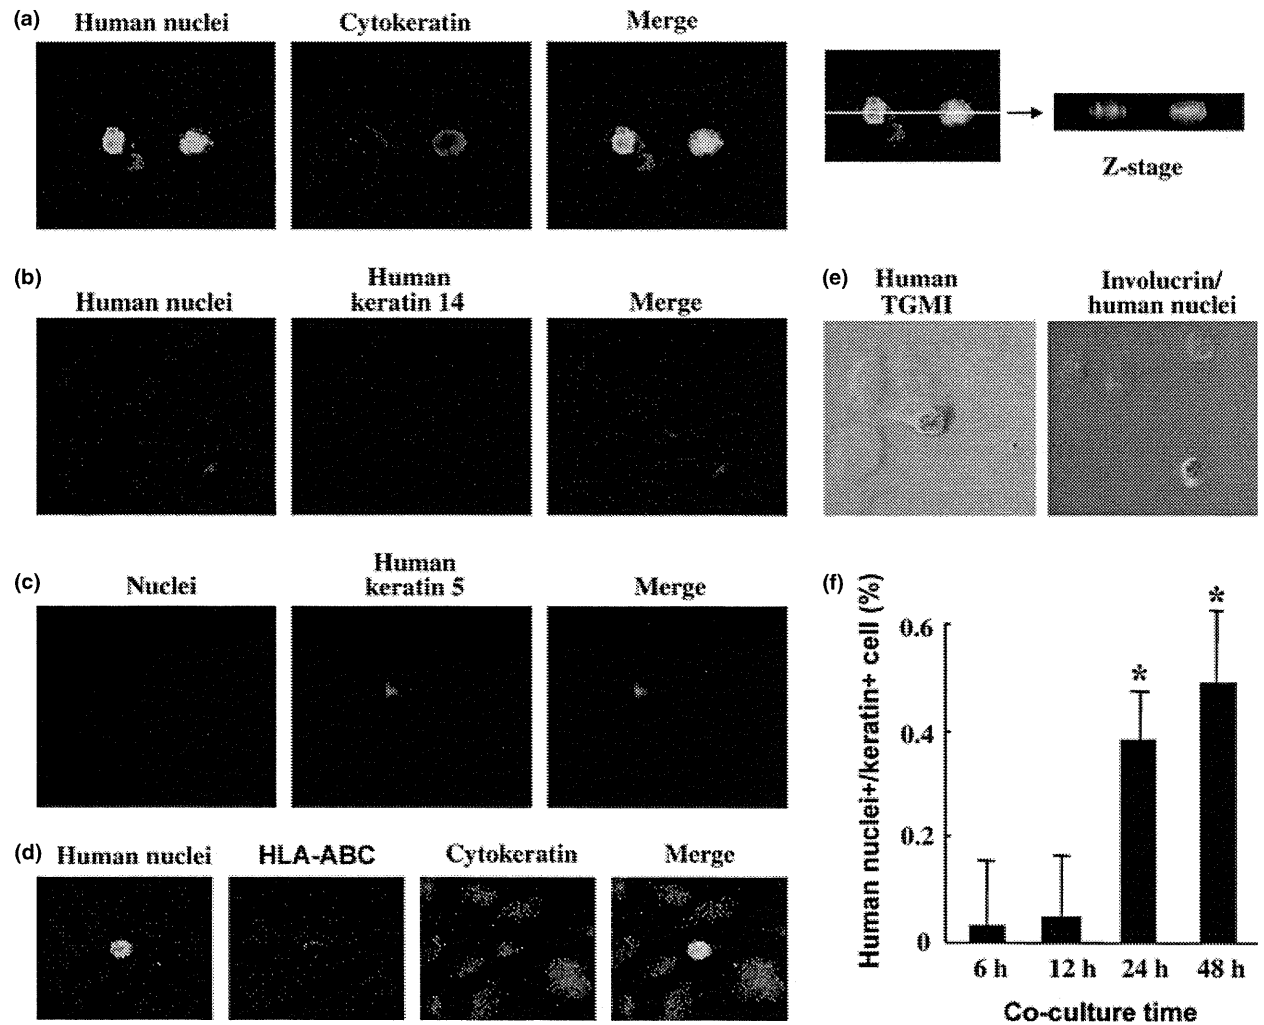 (a)
Human nuclei
Cytokeratin
Merge
Z-stage
(b)
Human nuclei
Human
keratin 14
Merge
(e)
Human
TGMI
Involucrin/
human nuclei
(c)
Nuclei
Human
keratin 5
Merge
(d)
Human nuclei
HLA-ABC
Cytokeratin
Merge
(f)
Human nuclei+/keratin+ cell (%)
0.6
0.4
0.2
0
*
*
6 h
12 h
24 h
48 h
Co-culture time